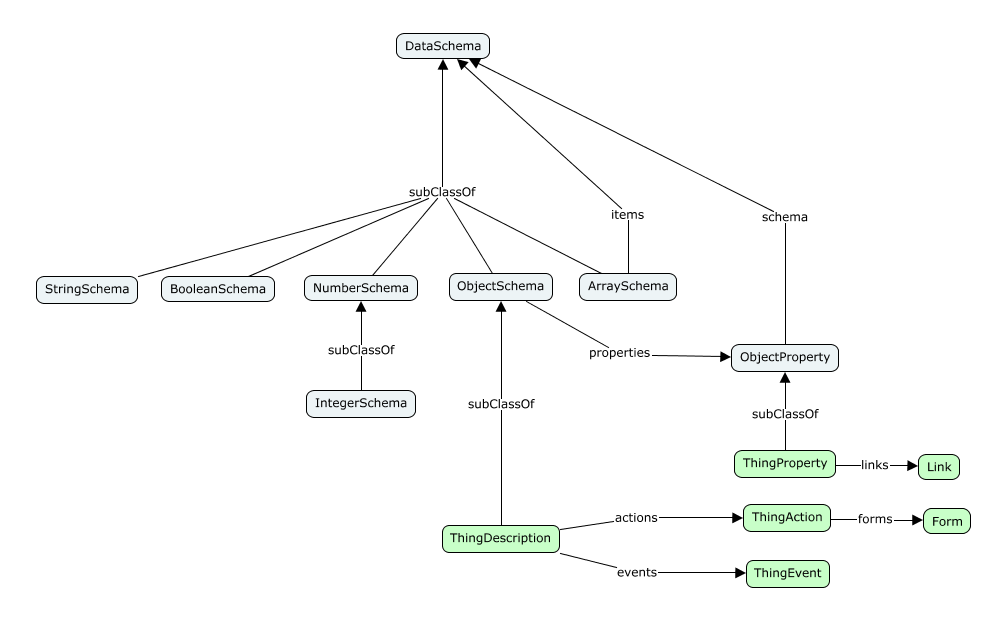 DataSchema
subClassOf
items
schema
StringSchema
BooleanSchema
NumberSchema
ObjectSchema
ArraySchema
subClassOf
properties
ObjectProperty
IntegerSchema
subClassOf
subClassOf
ThingProperty
links
Link
ThingDescription
actions
ThingAction
forms
Form
events
ThingEvent